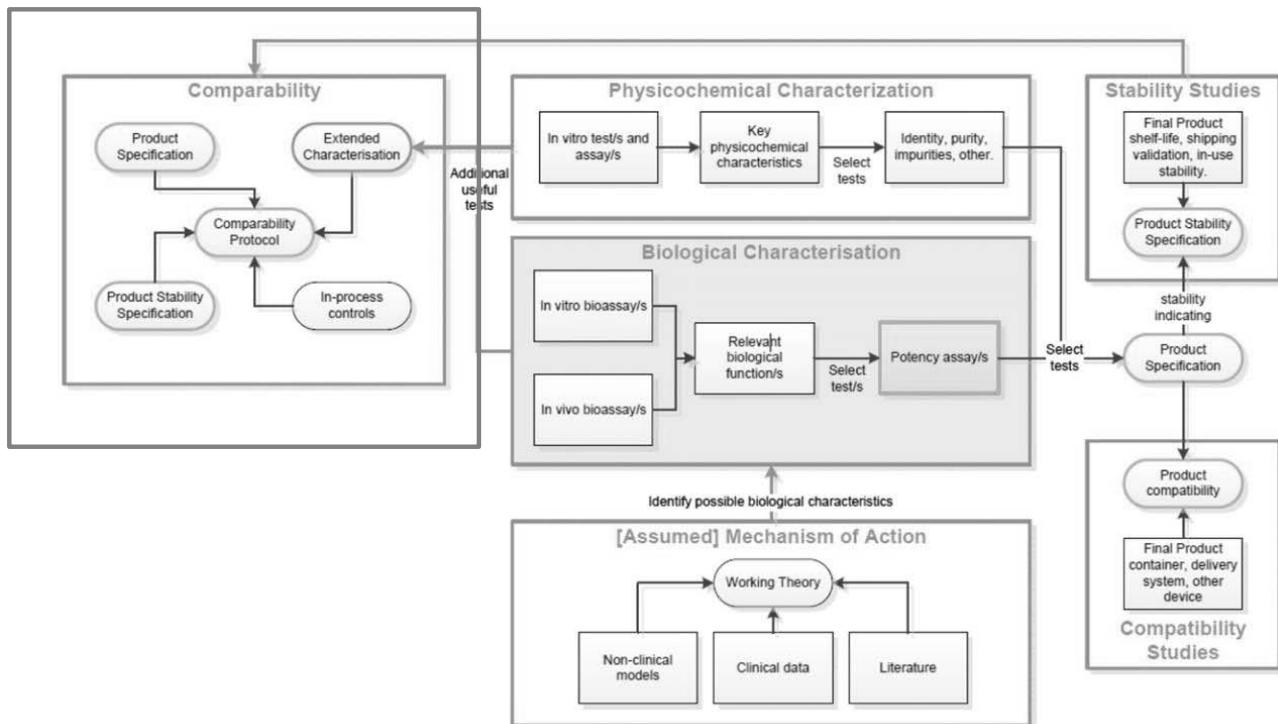 Comparability
Product
Specification
Extended
Characterisation
Comparability
Protocol
Product Stability
Specification
In-process
controls
Additional
useful
tests
Physicochemical Characterization
In vitro test/s and
assay/s
Key
physicochemical
characteristics
Select
tests
Identity, purity,
impurities, other.
Biological Characterisation
In vitro bioassay/s
In vivo bioassay/s
Relevant
biological
function/s
Select
test/s
Potency assay/s
Select
tests
Identify possible biological characteristics
[Assumed] Mechanism of Action
Working Theory
Non-clinical
models
Clinical data
Literature
Stability Studies
Final Product
shelf-life, shipping
validation, in-use
stability.
Product Stability
Specification
stability
indicating
Product
Specification
Product
compatibility
Final Product
container, delivery
system, other
device
Compatibility
Studies